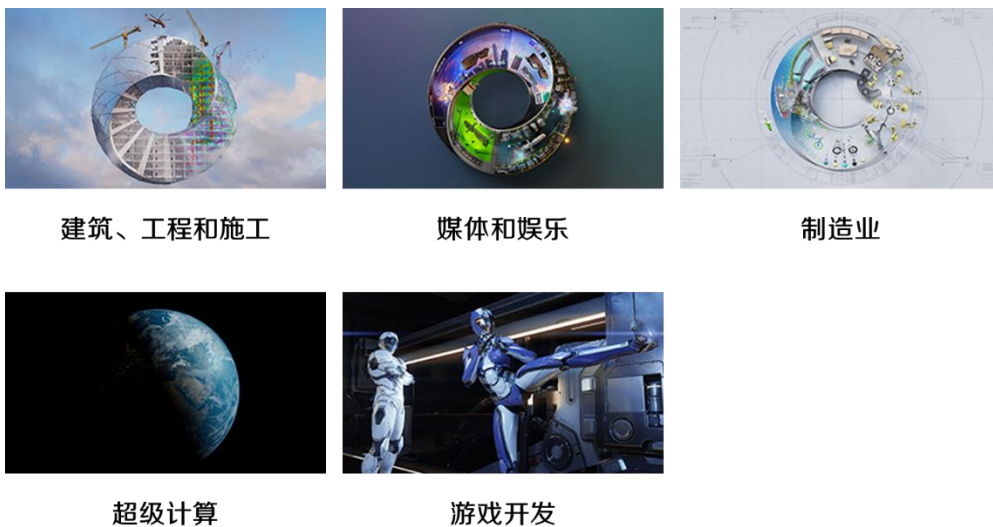 建筑、工程和施工
媒体和娱乐
制造业
超级计算
游戏开发